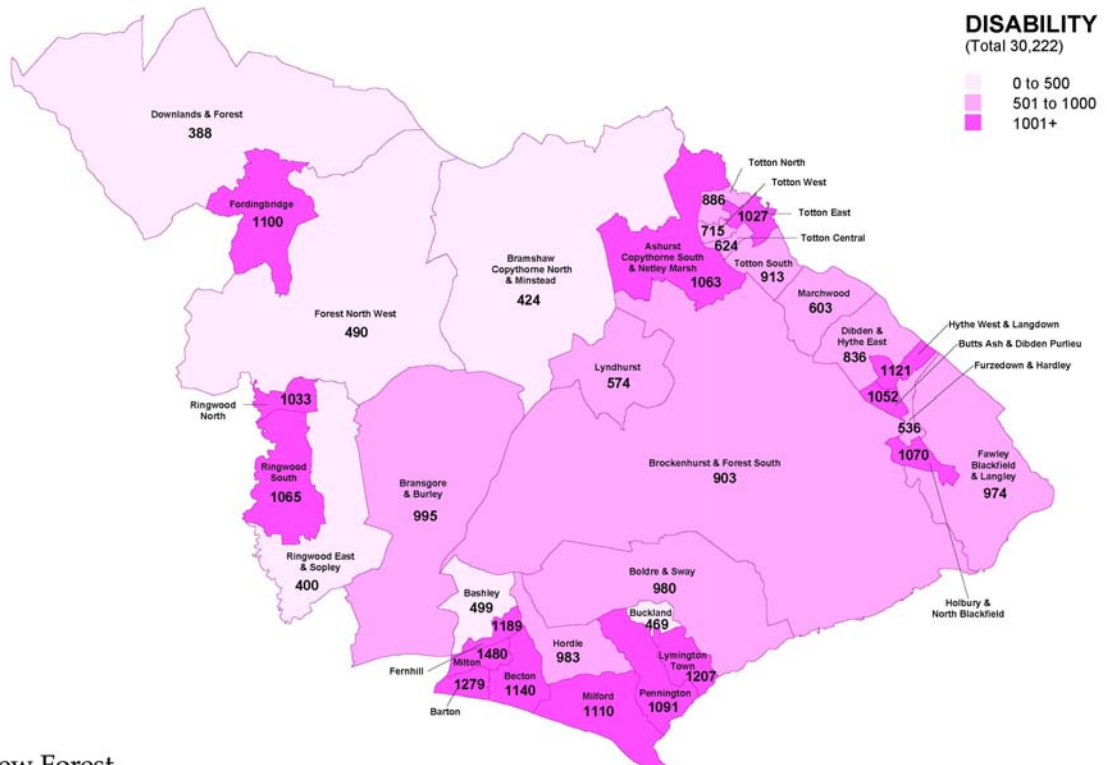 DISABILITY
(Total 30,222)
0 to 500
501 to 1000
1001+
Downlands & Forest
388
Fordingbridge
1100
Forest North West
490
Bramshaw
Copythorne North
& Minstead
424
Ashurst
Copythorne South
& Netley Marsh
1063
Totton North
886
Totton West
715
Totton East
1027
Totton Central
624
Totton South
913
Marchwood
603
Dibden &
Hythe East
836
Hythe West & Langdown
1121
Butts Ash & Dibden Purlieu
1052
Furzedown & Hardley
536
1070
Fawley
Blackfield
& Langley
974
Holbury &
North Blackfield
Lyndhurst
574
Brockenhurst & Forest South
903
Ringwood
North
1033
Ringwood
South
1065
Ringwood East
& Sopley
400
Bransgore
& Burley
995
Bashley
499
1189
Fernhill
1480
Milton
1279
Barton
Becton
1140
Hordle
983
Boldre & Sway
980
Buckland
469
Lymington
Town
1207
Pennington
1091
Milford
1110